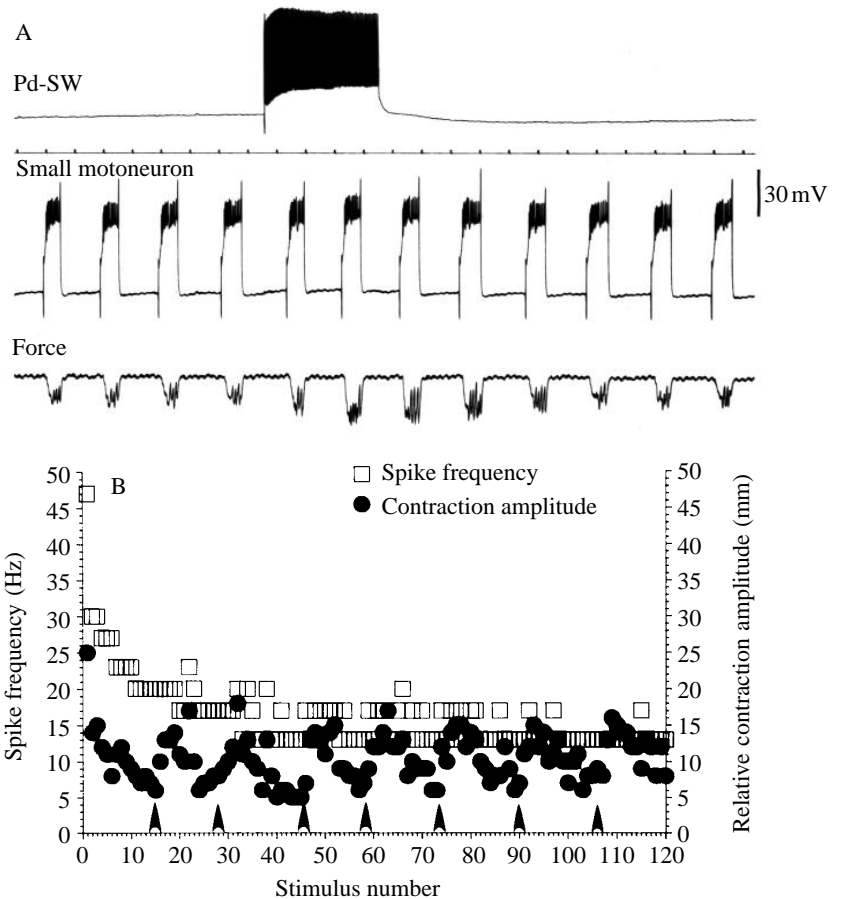 A
Pd-SW
Small motoneuron
30 mV
Force
B
Spike frequency
Contraction amplitude
Spike frequency (Hz)
50
45
40
35
30
25
20
15
10
5
0
50
45
40
35
30
25
20
15
10
5
0
Relative contraction amplitude (mm)
0 10 20 30 40 50 60 70 80 90 100 110 120
Stimulus number